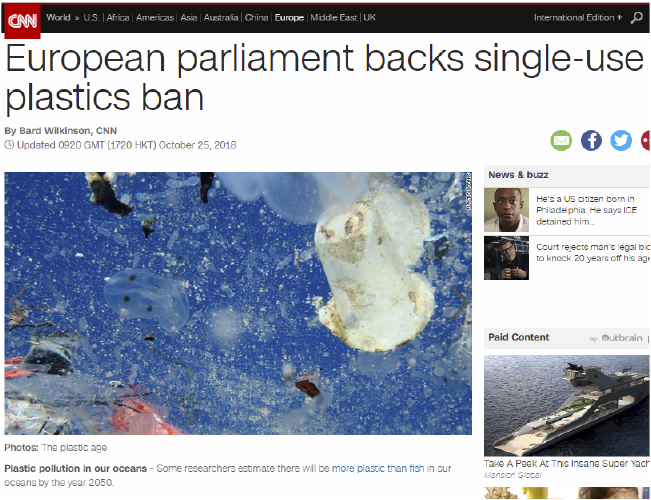 CNN World » U.S. | Africa | Americas | Asia | Australia | China | Europe | Middle East | UK International Edition +
European parliament backs single-use
plastics ban
By Bard Wilkinson, CNN
Updated 0920 GMT (1720 HKT) October 25, 2018
News & buzz
He's a US citizen born in
Philadelphia. He says ICE
detained him...
Court rejects man's legal bid
to knock 20 years off his age
Paid Content by Outbrain |
Take A Peek At This Insane Super Yach
Mansion Global
Photos: The plastic age
Plastic pollution in our oceans – Some researchers estimate there will be more plastic than fish in our
oceans by the year 2050.